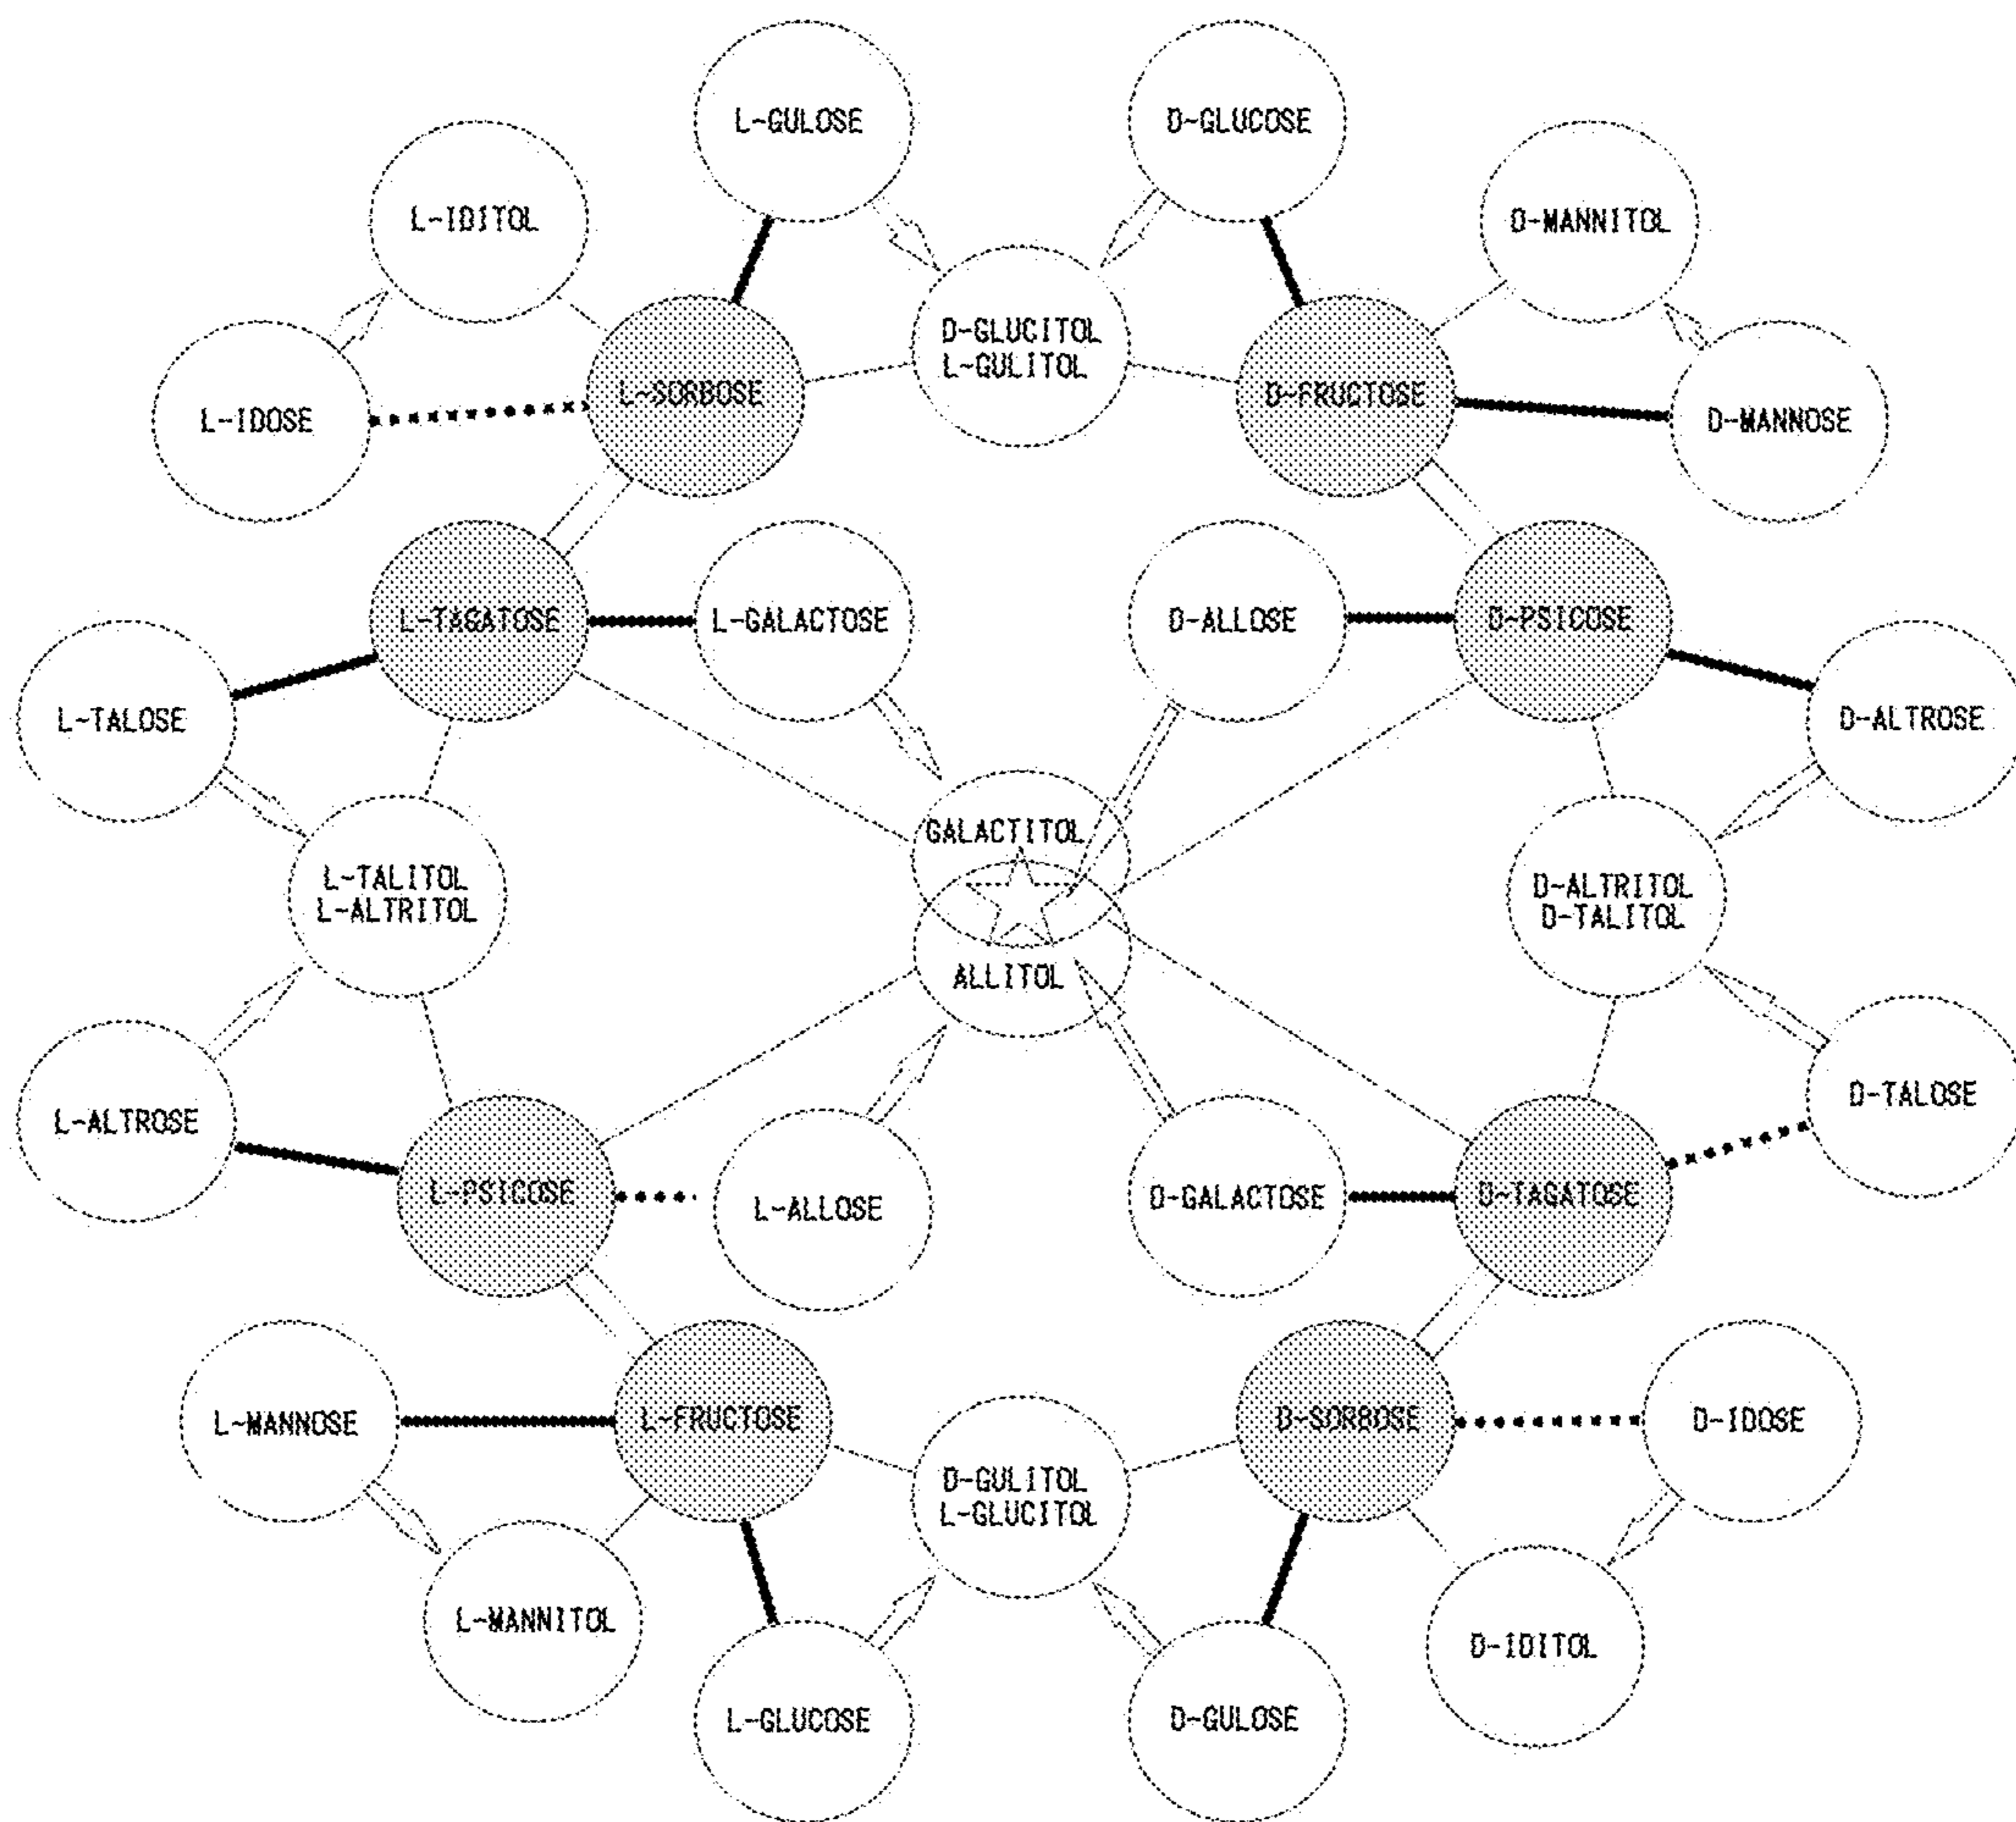 L-GULOSE
D-GLUCOSE
L-IDITOL
D-MANNITOL
D-GLUCITOL
L-GULITOL
L-SORBOSE
D-FRUCTOSE
L-IDOSE
D-MANNOSE
L-TAGATOSE
L-GALACTOSE
D-ALLOSE
D-PSICOSE
L-TALOSE
D-ALTROSE
GALACTITOL
L-TALITOL
L-ALTRITOL
D-ALTRITOL
D-TALITOL
ALLITOL
L-ALTROSE
D-TALOSE
L-PSICOSE
L-ALLOSE
D-GALACTOSE
D-TAGATOSE
L-MANNOSE
L-FRUCTOSE
D-SORBOSE
D-IDOSE
D-GULITOL
L-GLUCITOL
L-MANNITOL
D-IDITOL
L-GLUCOSE
D-GULOSE